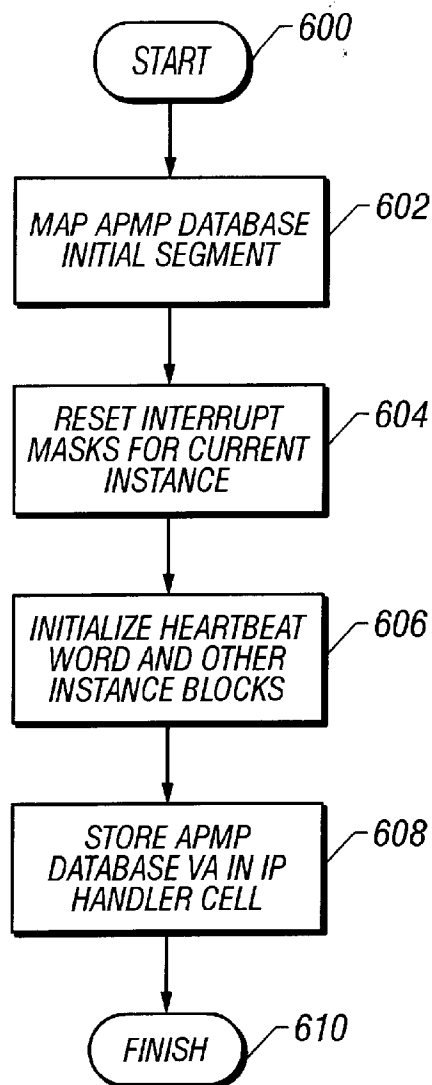 START
600
MAP APMP DATABASE
INITIAL SEGMENT
602
RESET INTERRUPT
MASKS FOR CURRENT
INSTANCE
604
INITIALIZE HEARTBEAT
WORD AND OTHER
INSTANCE BLOCKS
606
STORE APMP
DATABASE VA IN IP
HANDLER CELL
608
FINISH
610